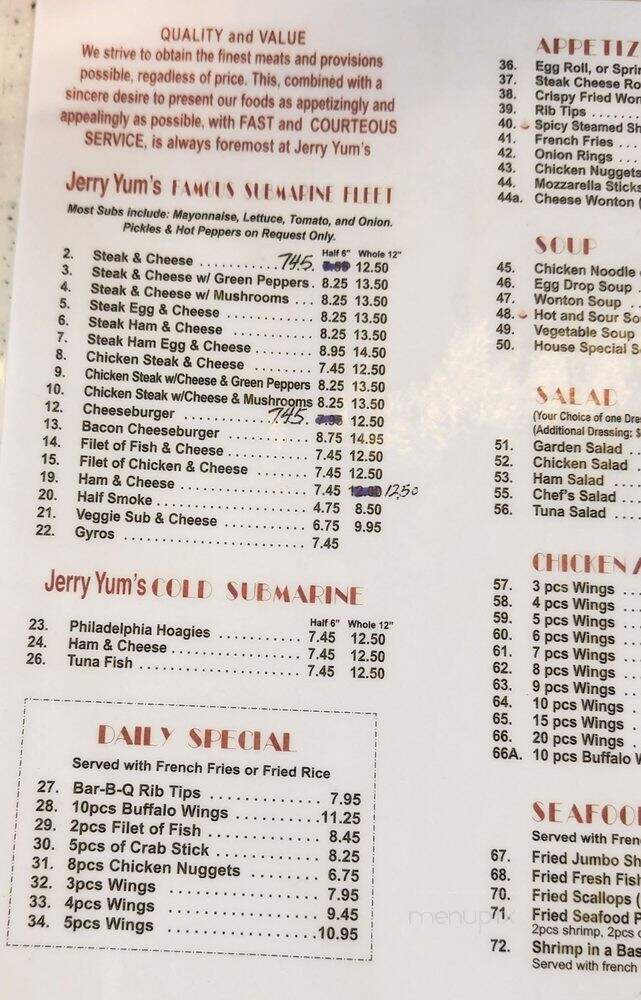 QUALITY and VALUE
We strive to obtain the finest meats and provisions
possible, regadless of price. This, combined with a
sincere desire to present our foods as appetizingly and
appealingly as possible, with FAST and COURTEOUS
SERVICE, is always foremost at Jerry Yum's
Jerry Yum's FAMOUS SUBMARINE FLEET
Most Subs include: Mayonnaise, Lettuce, Tomato, and Onion.
Pickles & Hot Peppers on Request Only.
Half 6" Whole 12"
2. Steak & Cheese ........... 745. 12.50
3. Steak & Cheese w/ Green Peppers. 8.25 13.50
4. Steak & Cheese w/ Mushrooms ... 8.25 13.50
5. Steak Egg & Cheese ............. 8.25 13.50
6. Steak Ham & Cheese ............ 8.25 13.50
7. Steak Ham Egg & Cheese ........ 8.95 14.50
8. Chicken Steak & Cheese ........ 7.45 12.50
9. Chicken Steak w/Cheese & Green Peppers 8.25 13.50
10. Chicken Steak w/Cheese & Mushrooms 8.25 13.50
12. Cheeseburger ........... 745. 7.95 12.50
13. Bacon Cheeseburger ............ 8.75 14.95
14. Filet of Fish & Cheese ........... 7.45 12.50
15. Filet of Chicken & Cheese ....... 7.45 12.50
19. Ham & Cheese ................. 7.45 12.50
20. Half Smoke .................... 4.75 8.50
21. Veggie Sub & Cheese ........... 6.75 9.95
22. Gyros ........................ 7.45
Jerry Yum's COLD SUBMARINE
Half 6" Whole 12"
23. Philadelphia Hoagies .......... 7.45 12.50
24. Ham & Cheese ................ 7.45 12.50
26. Tuna Fish .................... 7.45 12.50
DAILY SPECIAL
Served with French Fries or Fried Rice
27. Bar-B-Q Rib Tips ............. 7.95
28. 10pcs Buffalo Wings ..........11.25
29. 2pcs Filet of Fish ............. 8.45
30. 5pcs of Crab Stick ............ 8.25
31. 8pcs Chicken Nuggets ......... 6.75
32. 3pcs Wings .................. 7.95
33. 4pcs Wings .................. 9.45
34. 5pcs Wings ..................10.95
APPETIZ
36. Egg Roll, or Sprin
37. Steak Cheese Ro
38. Crispy Fried Won
39. Rib Tips .......
40. Spicy Steamed Sh
41. French Fries ...
42. Onion Rings ....
43. Chicken Nuggets
44. Mozzarella Sticks
44a. Cheese Wonton (
SOUP
45. Chicken Noodle
46. Egg Drop Soup .
47. Wonton Soup ..
48. Hot and Sour Sou
49. Vegetable Soup
50. House Special S
SALAD
(Your Choice of one Dre
(Additional Dressing: $
51. Garden Salad ..
52. Chicken Salad .
53. Ham Salad ....
55. Chef's Salad ...
56. Tuna Salad ....
CHICKEN
57. 3 pcs Wings ...
58. 4 pcs Wings ...
59. 5 pcs Wings ...
60. 6 pcs Wings ...
61. 7 pcs Wings ...
62. 8 pcs Wings ...
63. 9 pcs Wings ...
64. 10 pcs Wings ..
65. 15 pcs Wings .
66. 20 pcs Wings .
66A. 10 pcs Buffalo W
SEAFOO
Served with Fren
67. Fried Jumbo Sh
68. Fried Fresh Fish
70. Fried Scallops (
71. Fried Seafood P
2pcs shrimp, 2pcs
72. Shrimp in a Bas
Served with french
menupix